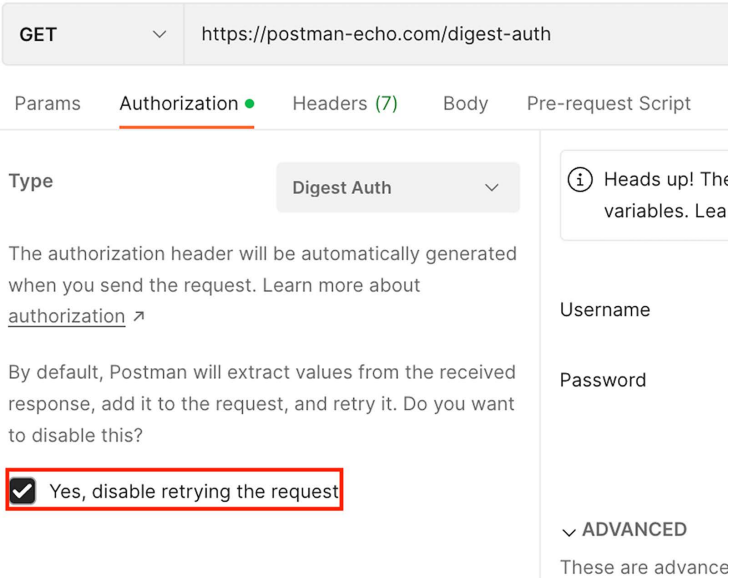 GET https://postman-echo.com/digest-auth
Params Authorization Headers (7) Body Pre-request Script
Type Digest Auth
The authorization header will be automatically generated
when you send the request. Learn more about
authorization ↗
By default, Postman will extract values from the received
response, add it to the request, and retry it. Do you want
to disable this?
Yes, disable retrying the request
Heads up! The
variables. Lea
Username
Password
ADVANCED
These are advance